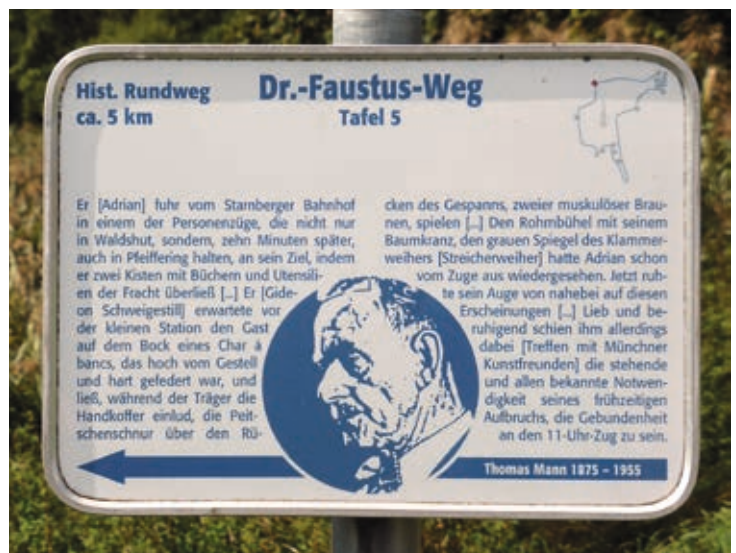 Hist. Rundweg
ca. 5 km
Dr.-Faustus-Weg
Tafel 5
Er [Adrian] fuhr vom Starnberger Bahnhof
in einem der Personenzüge, die nicht nur
in Waldshut, sondern, zehn Minuten später,
auch in Pfeiffering halten, an sein Ziel, indem
er zwei Kisten mit Büchern und Utensili-
en der Fracht überließ [...] Er [Gide-
on Schweigestill] erwartete vor
der kleinen Station den Gast
auf dem Bock eines Char à
bancs, das hoch vom Gestell
und hart gefedert war, und
ließ, während der Träger die
Handkoffer einlud, die Peit-
schenschnur über den Rü-
cken des Gespanns, zweier muskulöser Brau-
nen, spielen [...] Den Rohmbühel mit seinem
Baumkranz, den grauen Spiegel des Klammer-
weihers [Streicherweiher] hatte Adrian schon
vom Zuge aus wiedergesehen. Jetzt ruh-
te sein Auge von nahebei auf diesen
Erscheinungen [...] Lieb und be-
ruhigend schien ihm allerdings
dabei [Treffen mit Münchner
Kunstfreunden] die stehende
und allen bekannte Notwen-
digkeit seines frühzeitigen
Aufbruchs, die Gebundenheit
an den 11-Uhr-Zug zu sein.
Thomas Mann 1875 – 1955